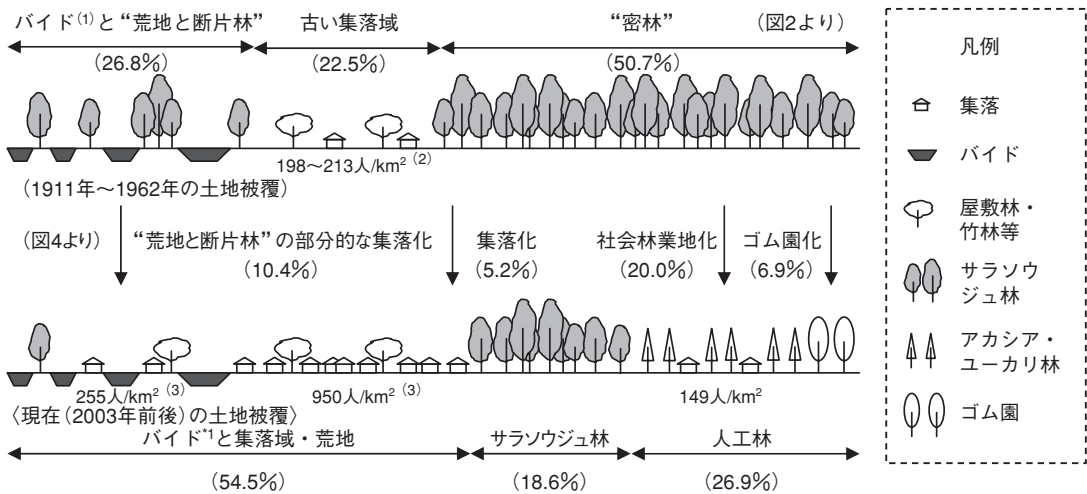 バイド(1)と“荒地と断片林” 古い集落域 “密林” (図2より)
(26.8%) (22.5%) (50.7%)
198〜213人/km² (2)
(1911年〜1962年の土地被覆)
(図4より) “荒地と断片林”の部分的な集落化 集落化 社会林業地化 ゴム園化
(10.4%) (5.2%) (20.0%) (6.9%)
255人/km² (3) 950人/km² (3) 149人/km²
〈現在(2003年前後)の土地被覆〉
バイド*1と集落域・荒地 サラソウジュ林 人工林
(54.5%) (18.6%) (26.9%)
凡例
集落
バイド
屋敷林・
竹林等
サラソウ
ジュ林
アカシア・
ユーカリ林
ゴム園